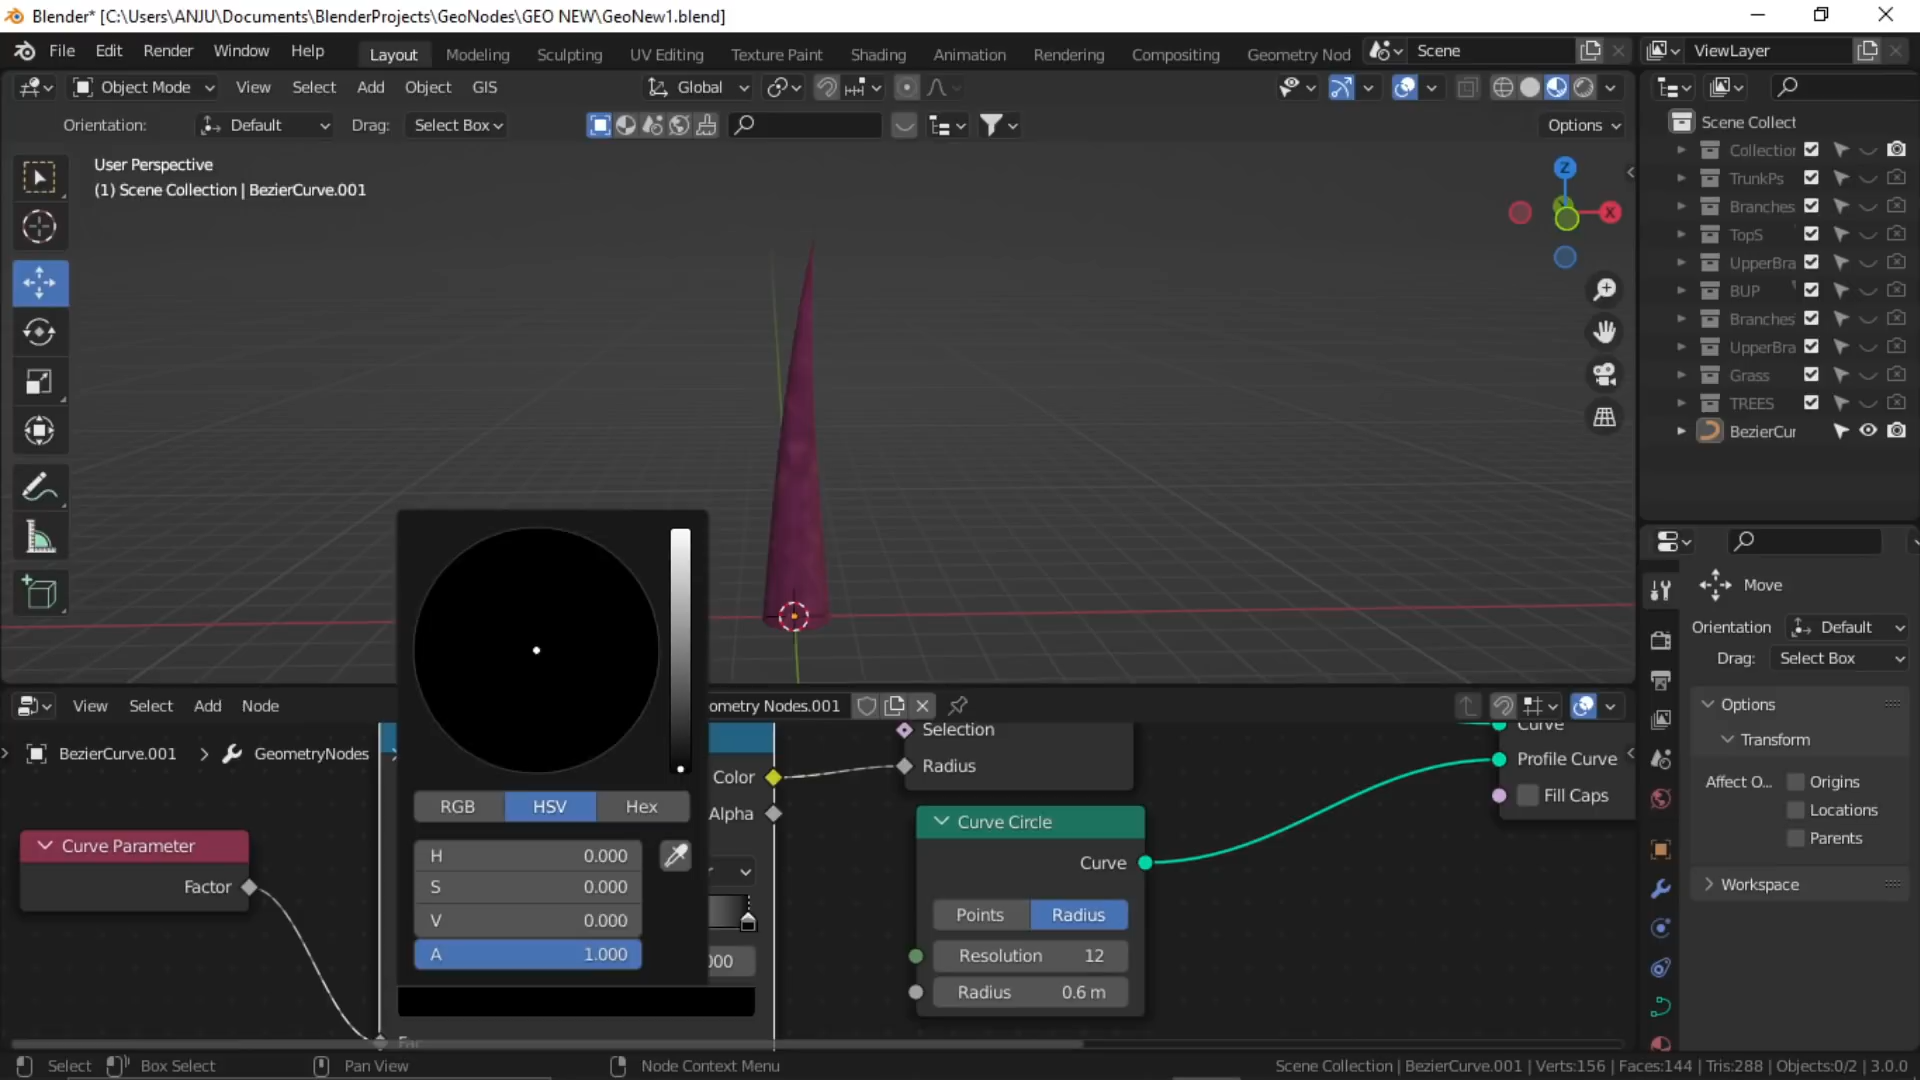 Blender* [C:\Users\ANJU\Documents\BlenderProjects\GeoNodes\GEO NEW\GeoNew1.blend]
File Edit Render Window Help Layout Modeling Sculpting UV Editing Texture Paint Shading Animation Rendering Compositing Geometry Nod Scene ViewLayer
Object Mode View Select Add Object GIS Global
Orientation: Default Drag: Select Box Options
User Perspective
(1) Scene Collection | BezierCurve.001
Z
X
Scene Collect
Collection
TrunkPs
Branches
TopS
UpperBra
BUP
Branches
UpperBra
Grass
TREES
BezierCur
Move
Orientation Default
Drag: Select Box
Options
Transform
Affect O... Origins
Locations
Parents
Workspace
View Select Add Node ometry Nodes.001
BezierCurve.001 > GeometryNodes
Curve Parameter
Factor
RGB HSV Hex
H 0.000
S 0.000
V 0.000
A 1.000
Color
Alpha
Selection
Radius
Curve Circle
Curve
Points Radius
Resolution 12
Radius 0.6 m
Curve
Profile Curve
Fill Caps
Select Box Select Pan View Node Context Menu Scene Collection | BezierCurve.001 | Verts:156 | Faces:144 | Tris:288 | Objects:0/2 | 3.0.0